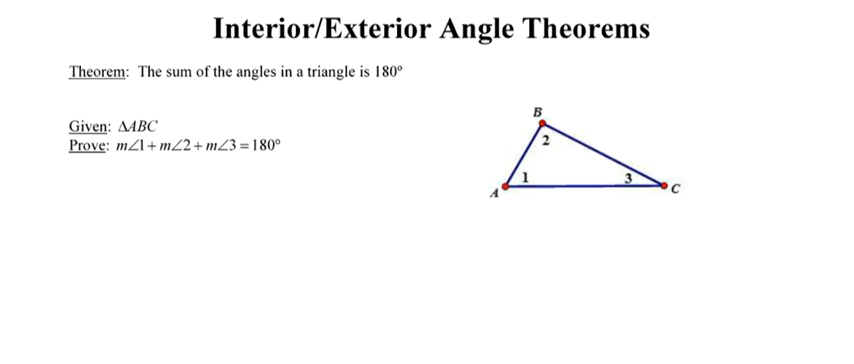 Interior/Exterior Angle Theorems
Theorem: The sum of the angles in a triangle is 180°
Given: ΔABC
Prove: m∠1 + m∠2 + m∠3 = 180°
B
2
1
3
A
C